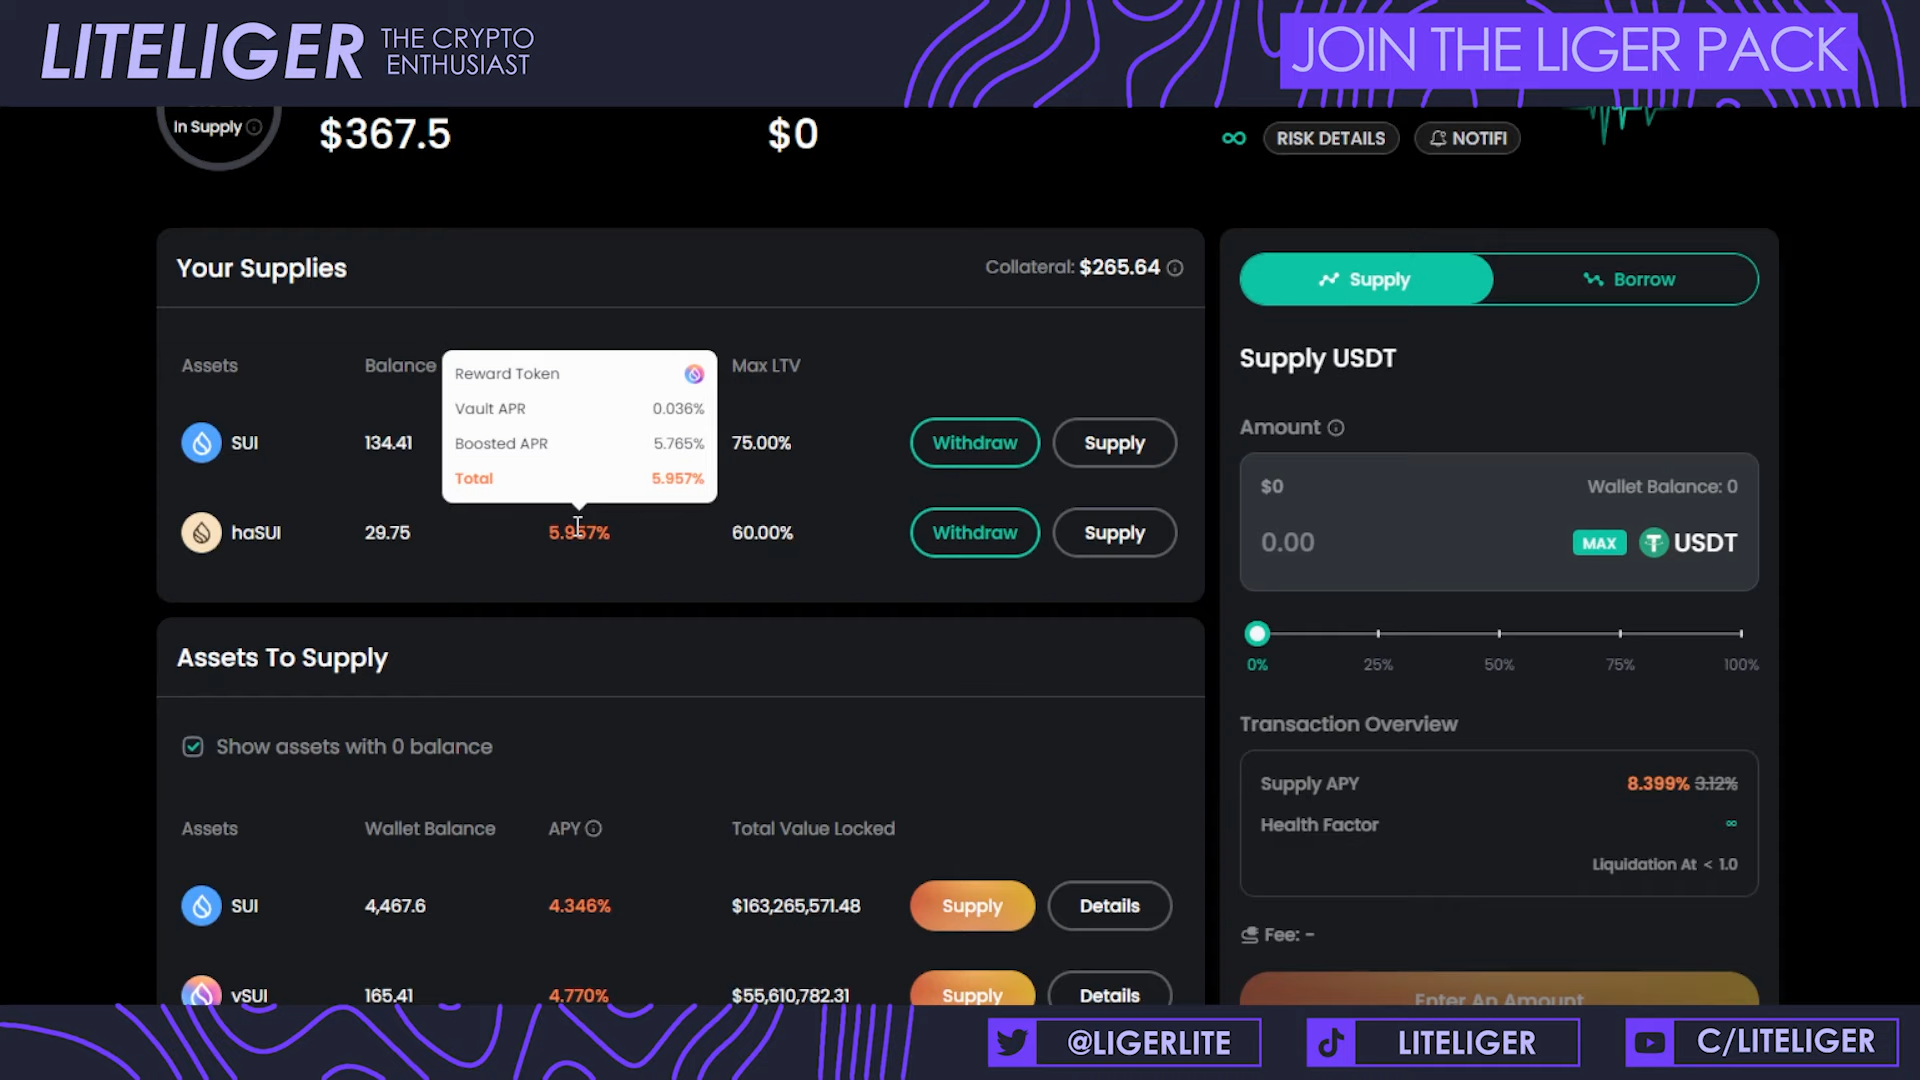 LITELIGER THE CRYPTO ENTHUSIAST
JOIN THE LIGER PACK
In Supply
$367.5
$0
∞ RISK DETAILS NOTIFI
Your Supplies
Collateral: $265.64
Assets Balance Max LTV
Reward Token
Vault APR 0.036%
Boosted APR 5.765%
Total 5.957%
SUI 134.41 75.00% Withdraw Supply
haSUI 29.75 5.957% 60.00% Withdraw Supply
Assets To Supply
Show assets with 0 balance
Assets Wallet Balance APY Total Value Locked
SUI 4,467.6 4.346% $163,265,571.48 Supply Details
vSUI 165.41 4.770% $55,610,782.31 Supply Details
Supply Borrow
Supply USDT
Amount
$0 Wallet Balance: 0
0.00 MAX USDT
0% 25% 50% 75% 100%
Transaction Overview
Supply APY 8.399% 3.12%
Health Factor ∞
Liquidation At < 1.0
Fee: -
Enter An Amount
@LIGERLITE
LITELIGER
C/LITELIGER